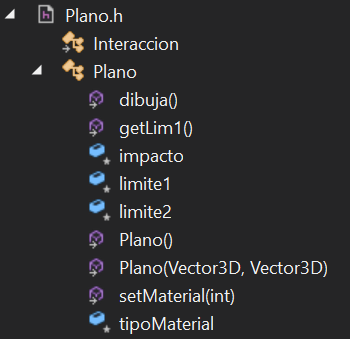 Plano.h
Interaccion
Plano
dibuja()
getLim1()
impacto
limite1
limite2
Plano()
Plano(Vector3D, Vector3D)
setMaterial(int)
tipoMaterial